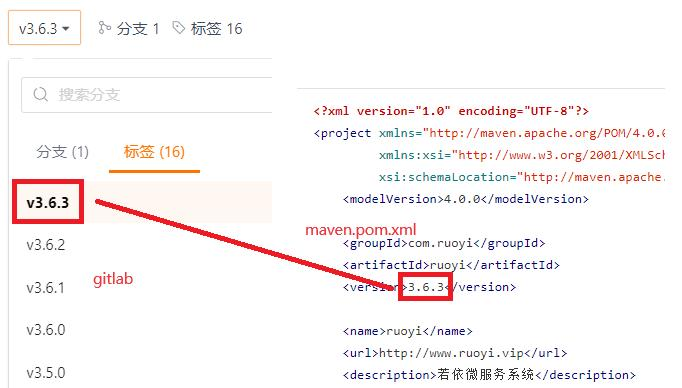 v3.6.3
分支 1
标签 16
搜索分支
分支 (1)
标签 (16)
v3.6.3
v3.6.2
v3.6.1
v3.6.0
v3.5.0
gitlab
<?xml version="1.0" encoding="UTF-8"?>
<project xmlns="http://maven.apache.org/POM/4.0.0
xmlns:xsi="http://www.w3.org/2001/XMLSch
xsi:schemaLocation="http://maven.apache.
<modelVersion>4.0.0</modelVersion>
maven.pom.xml
<groupId>com.ruoyi</groupId>
<artifactId>ruoyi</artifactId>
<version>3.6.3</version>
<name>ruoyi</name>
<url>http://www.ruoyi.vip</url>
<description>若依微服务系统</description>